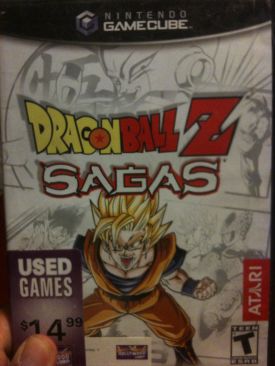 NINTENDO
GAMECUBE
DRAGON BALL Z
SAGAS
USED
GAMES
$14.99
ATARI
TEEN
T
ESRB